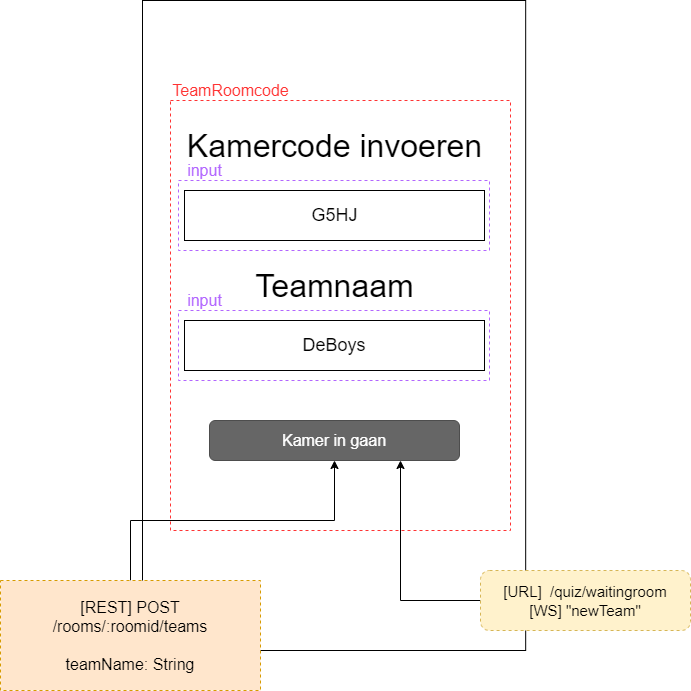 TeamRoomcode
Kamercode invoeren
input
G5HJ
Teamnaam
input
DeBoys
Kamer in gaan
[REST] POST
/rooms/:roomid/teams
teamName: String
[URL]  /quiz/waitingroom
[WS] "newTeam"